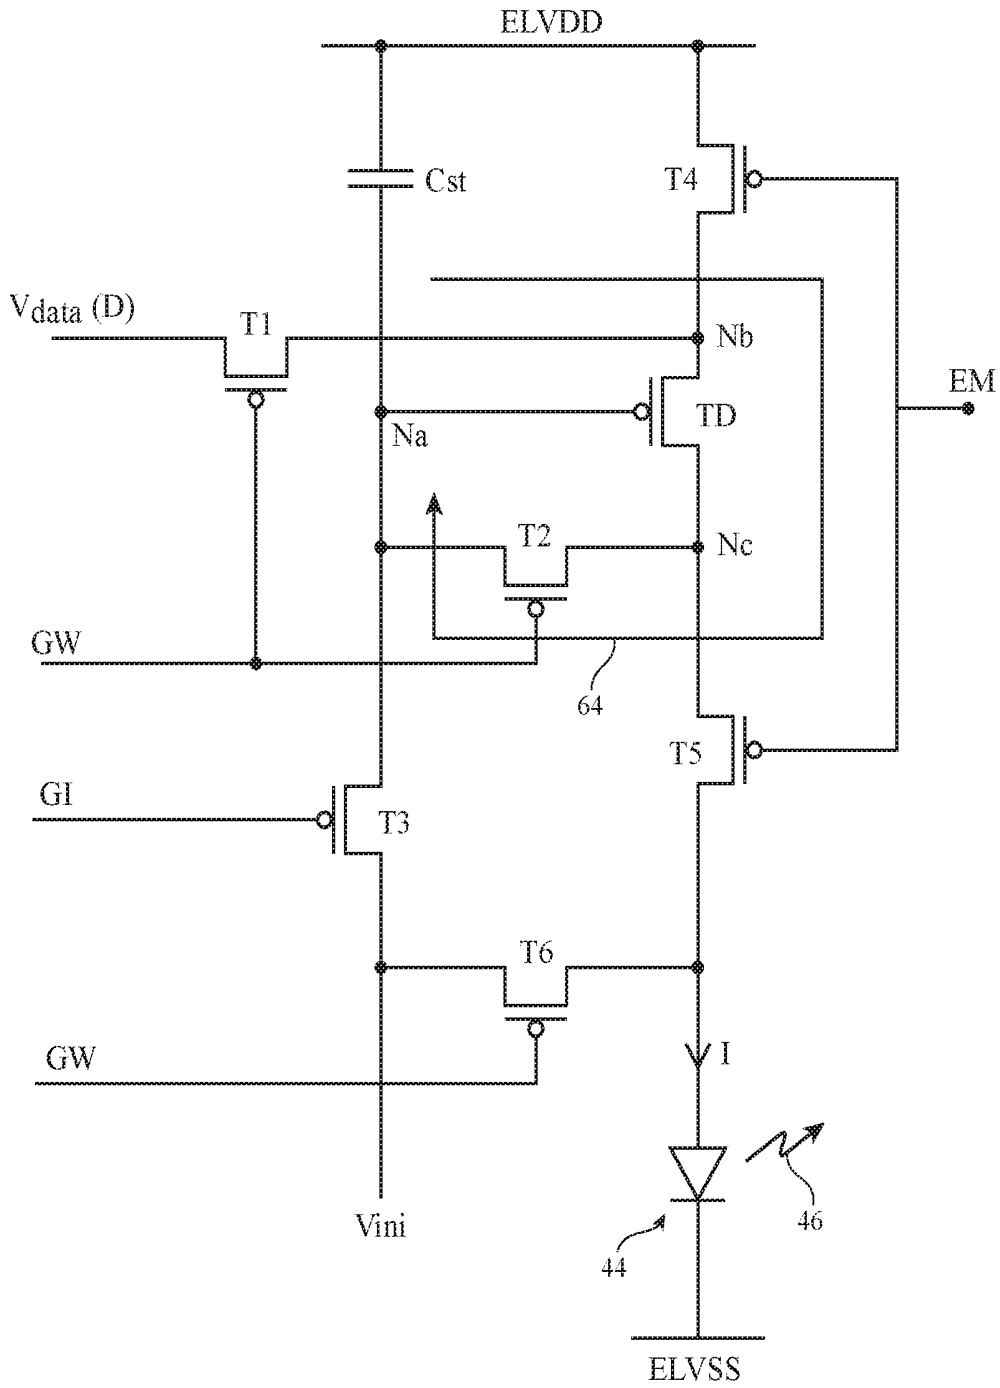 ELVDD
Cst
T4
Vdata (D)
T1
Nb
EM
Na
TD
T2
Nc
GW
64
T5
GI
T3
T6
GW
I
46
Vini
44
ELVSS